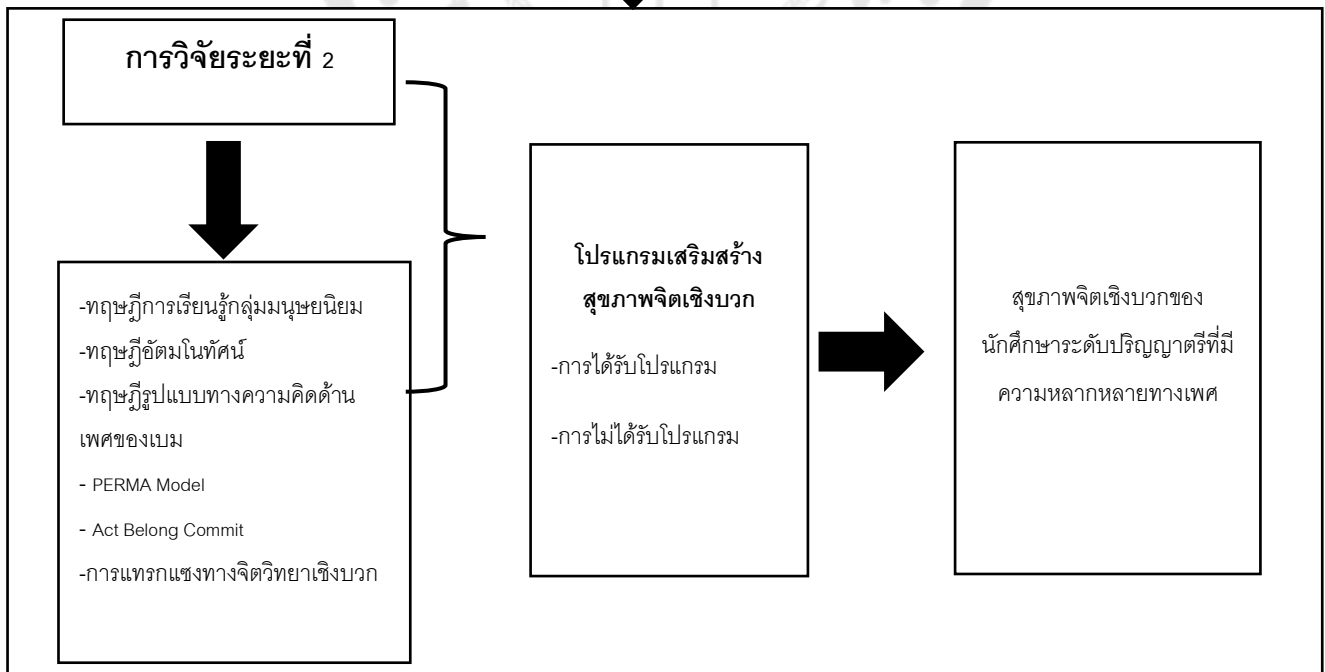 การวิจัยระยะที่ 2
-ทฤษฎีการเรียนรู้กลุ่มมนุษยนิยม
-ทฤษฎีอัตมโนทัศน์
-ทฤษฎีรูปแบบทางความคิดด้าน
เพศของเบม
- PERMA Model
- Act Belong Commit
-การแทรกแซงทางจิตวิทยาเชิงบวก
โปรแกรมเสริมสร้าง
สุขภาพจิตเชิงบวก
-การได้รับโปรแกรม
-การไม่ได้รับโปรแกรม
สุขภาพจิตเชิงบวกของ
นักศึกษาระดับปริญญาตรีที่มี
ความหลากหลายทางเพศ